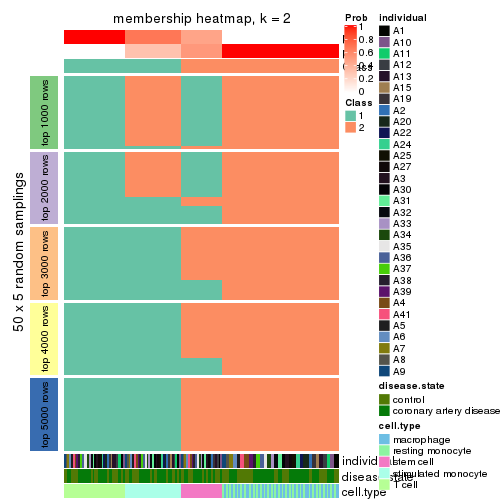 membership heatmap, k = 2
50 x 5 random samplings
top 1000 rows
top 2000 rows
top 3000 rows
top 4000 rows
top 5000 rows
cell.type
Prob
1
0.8
0.6
0.4
0.2
0
Class
1
2
individual
A1
A10
A11
A12
A13
A15
A19
A2
A20
A22
A24
A25
A27
A3
A30
A31
A32
A33
A34
A35
A36
A37
A38
A39
A4
A41
A5
A6
A7
A8
A9
disease.state
control
coronary artery disease
cell.type
macrophage
resting monocyte
stem cell
stimulated monocyte
T cell